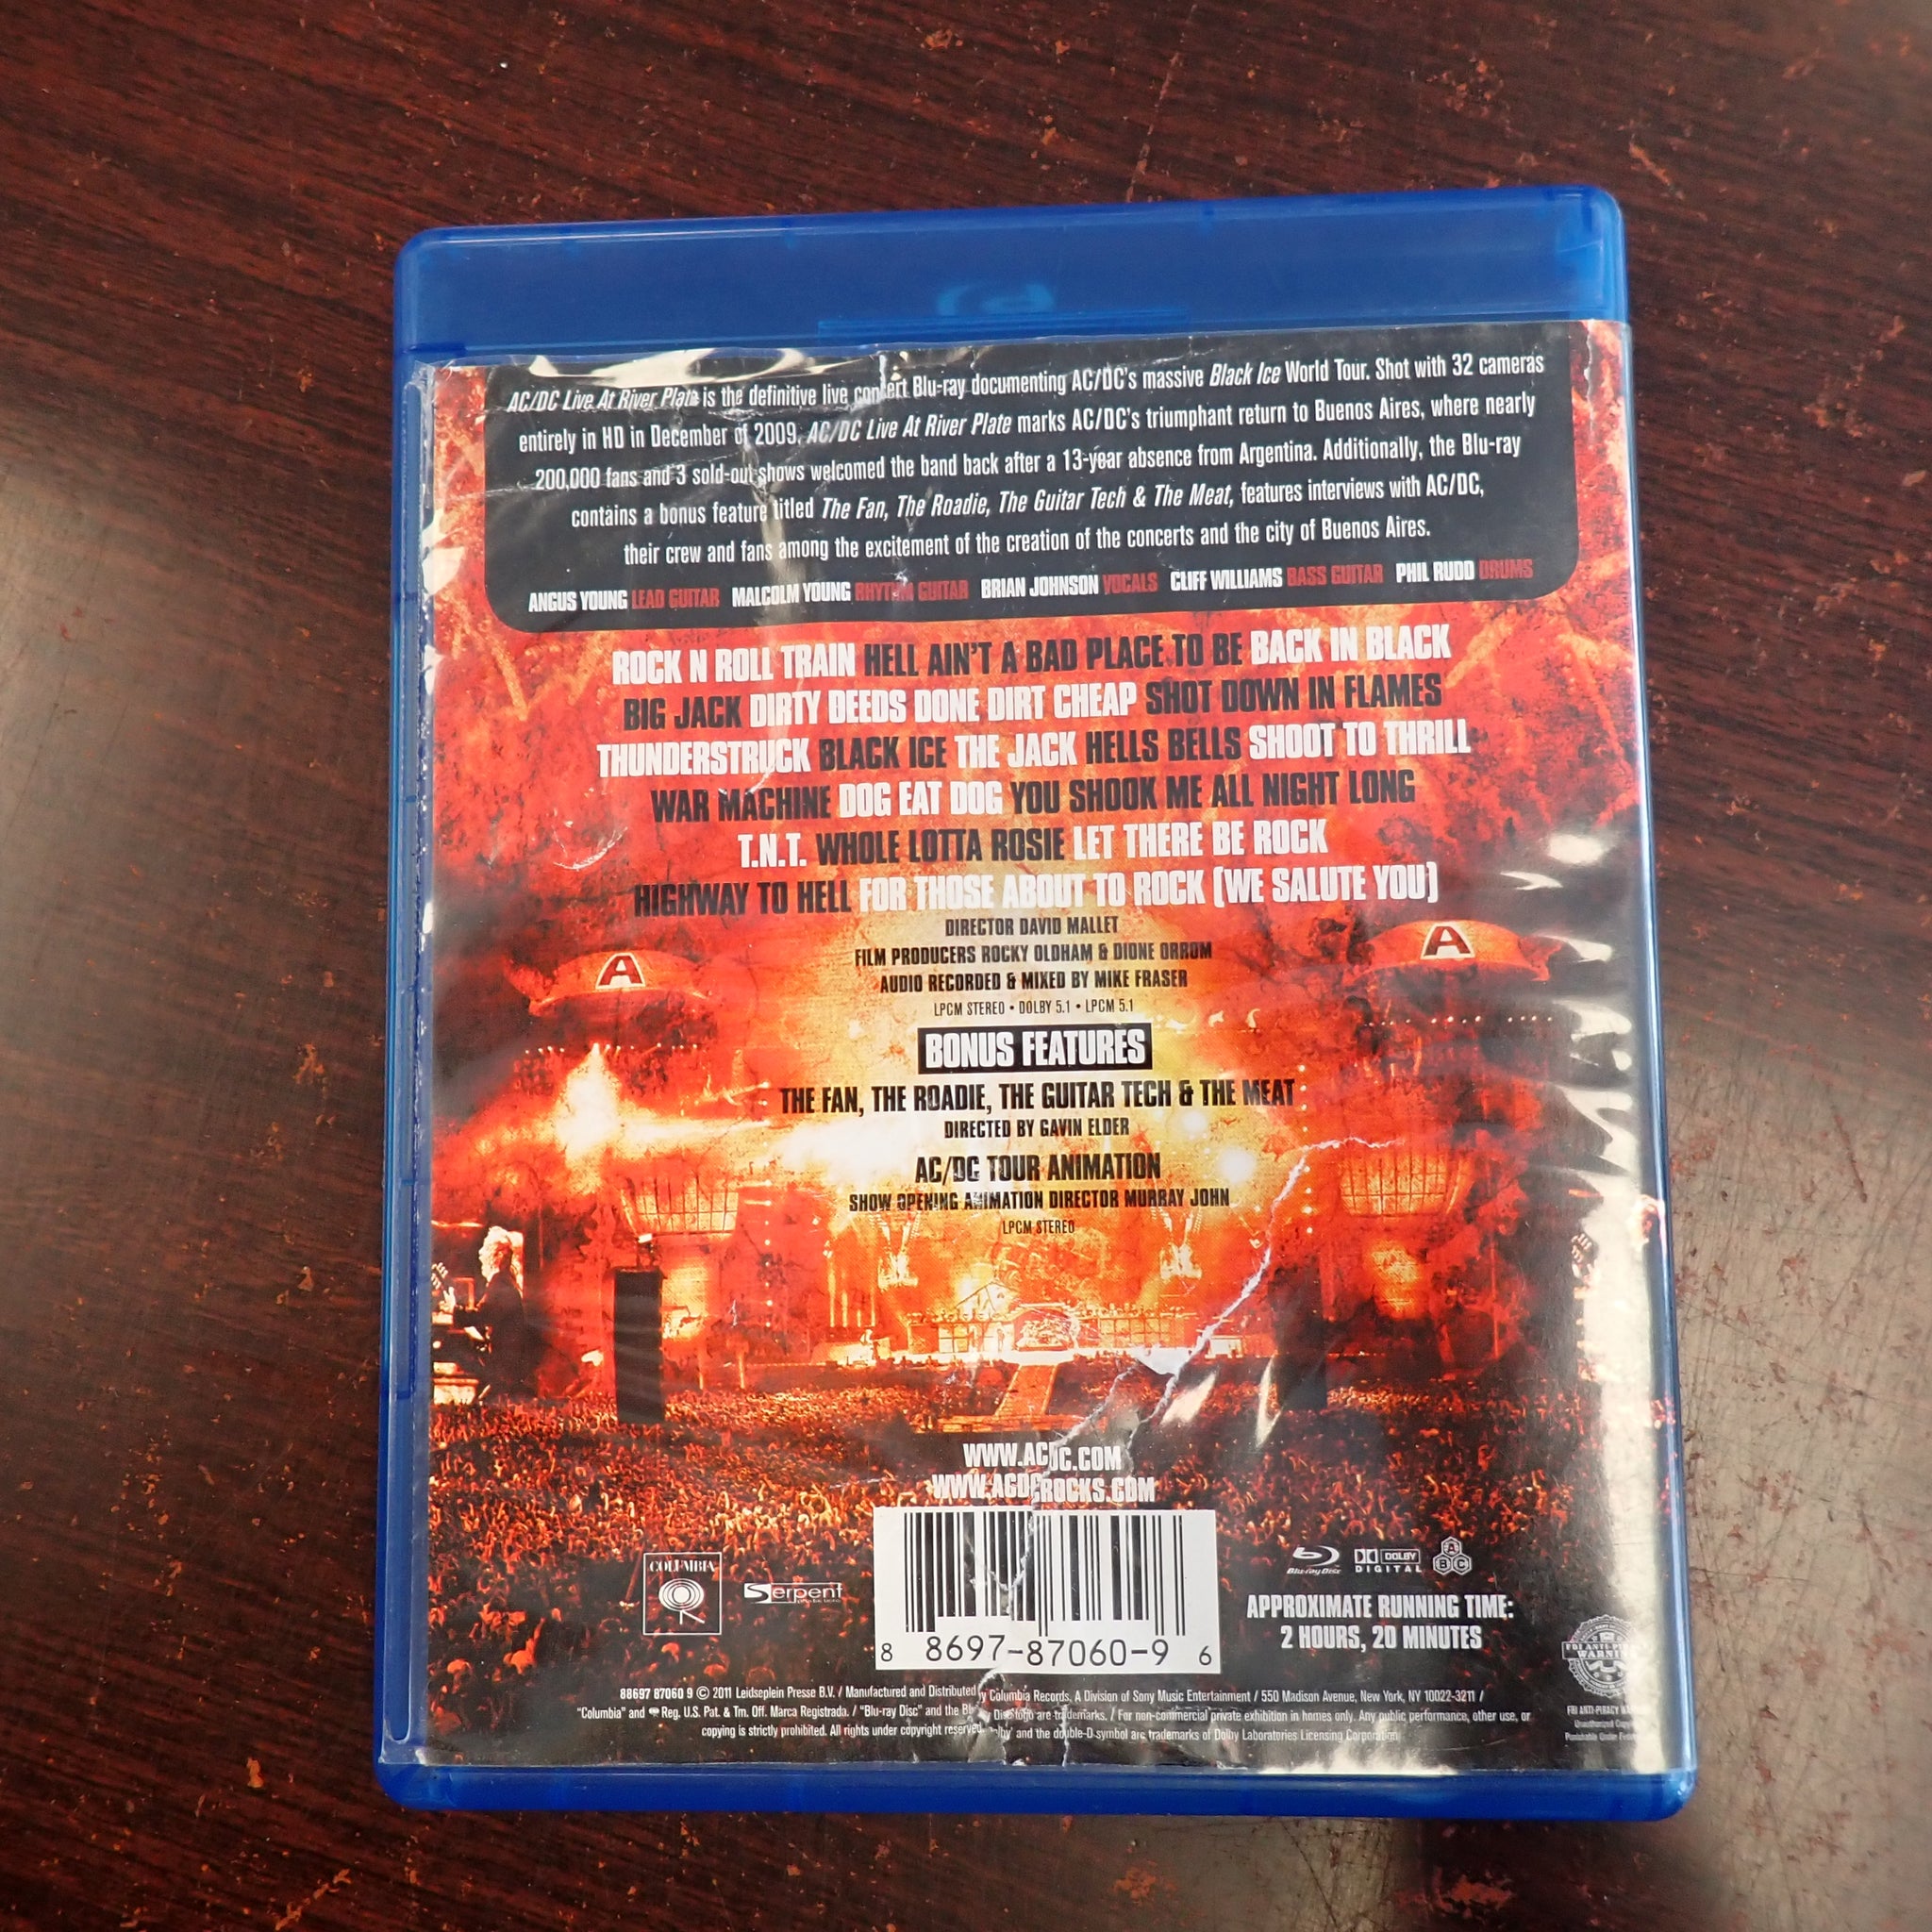 AC/DC Live At River Plate is the definitive live concert Blu-ray documenting AC/DC's massive Black Ice World Tour. Shot with 32 cameras
entirely in HD in December of 2009, AC/DC Live At River Plate marks AC/DC's triumphant return to Buenos Aires, where nearly
200,000 fans and 3 sold-out shows welcomed the band back after a 13-year absence from Argentina. Additionally, the Blu-ray
contains a bonus feature titled The Fan, The Roadie, The Guitar Tech & The Meat, features interviews with AC/DC,
their crew and fans among the excitement of the creation of the concerts and the city of Buenos Aires.
ANGUS YOUNG LEAD GUITAR MALCOLM YOUNG RHYTHM GUITAR BRIAN JOHNSON VOCALS CLIFF WILLIAMS BASS GUITAR PHIL RUDD DRUMS
ROCK N ROLL TRAIN HELL AIN'T A BAD PLACE TO BE BACK IN BLACK
BIG JACK DIRTY DEEDS DONE DIRT CHEAP SHOT DOWN IN FLAMES
THUNDERSTRUCK BLACK ICE THE JACK HELLS BELLS SHOOT TO THRILL
WAR MACHINE DOG EAT DOG YOU SHOOK ME ALL NIGHT LONG
T.N.T. WHOLE LOTTA ROSIE LET THERE BE ROCK
HIGHWAY TO HELL FOR THOSE ABOUT TO ROCK (WE SALUTE YOU)
DIRECTOR DAVID MALLET
FILM PRODUCERS ROCKY OLDHAM & DIONE ORROM
AUDIO RECORDED & MIXED BY MIKE FRASER
LPCM STEREO • DOLBY 5.1 • LPCM 5.1
A
A
BONUS FEATURES
THE FAN, THE ROADIE, THE GUITAR TECH & THE MEAT
DIRECTED BY GAVIN ELDER
AC/DC TOUR ANIMATION
SHOW OPENING ANIMATION DIRECTOR MURRAY JOHN
LPCM STEREO
WWW.ACDC.COM
WWW.ACDCROCKS.COM
COLUMBIA
Serpent
8 8697-87060-9 6
Blu-ray Disc
DOLBY
DIGITAL
A B C
APPROXIMATE RUNNING TIME:
2 HOURS, 20 MINUTES
FBI ANTI-PIRACY
WARNING
88697 87060 9 © 2011 Leidseplein Presse B.V. / Manufactured and Distributed by Columbia Records, A Division of Sony Music Entertainment / 550 Madison Avenue, New York, NY 10022-3211 /
"Columbia" and Reg. U.S. Pat. & Tm. Off. Marca Registrada. / "Blu-ray Disc" and the Blu-ray Disc logo are trademarks. / For non-commercial private exhibition in homes only. Any public performance, other use, or
copying is strictly prohibited. All rights under copyright reserved. and the double-D symbol are trademarks of Dolby Laboratories Licensing Corporation
FBI ANTI-PIRACY
Unauthorized
Punishable Under